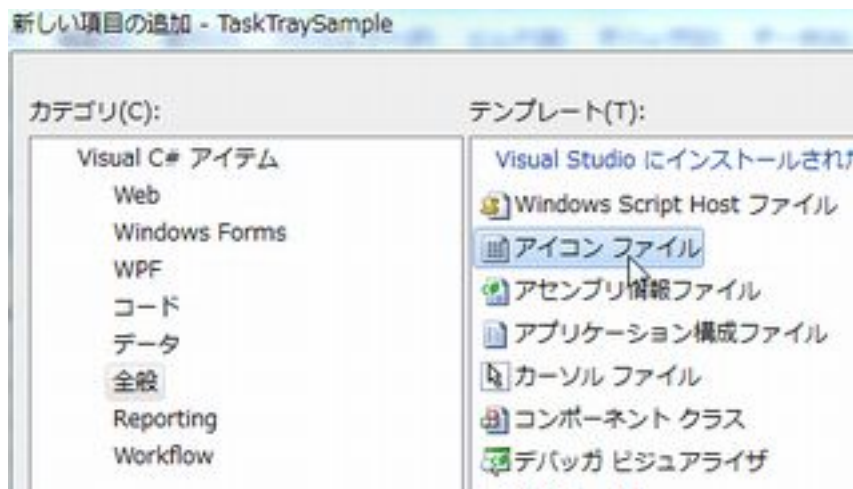 新しい項目の追加 - TaskTraySample
カテゴリ(C):
Visual C# アイテム
Web
Windows Forms
WPF
コード
データ
全般
Reporting
Workflow
テンプレート(T):
Visual Studio にインストールされた
Windows Script Host ファイル
アイコン ファイル
アセンブリ情報ファイル
アプリケーション構成ファイル
カーソル ファイル
コンポーネント クラス
デバッガ ビジュアライザ